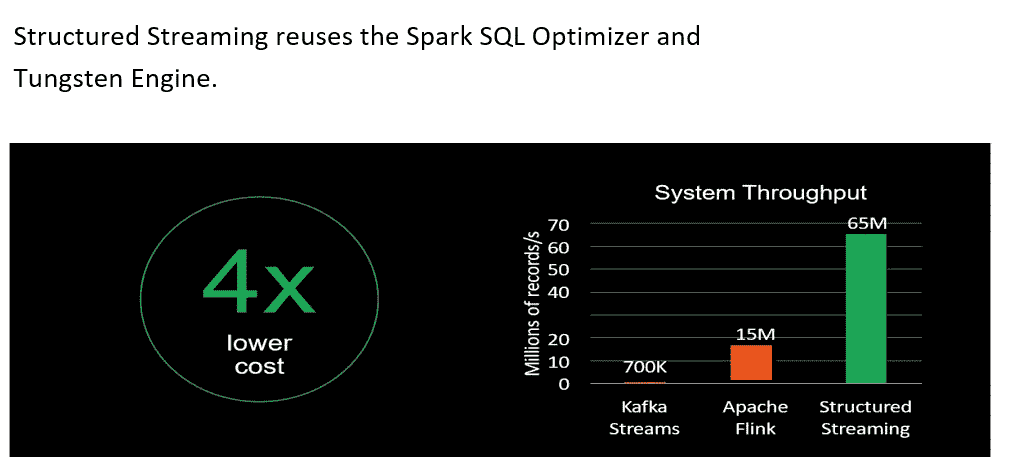 Structured Streaming reuses the Spark SQL Optimizer and
Tungsten Engine.
4x
lower
cost
System Throughput
Millions of records/s
70
60
50
40
20
10
0
700K
15M
65M
Kafka
Streams
Apache
Flink
Structured
Streaming